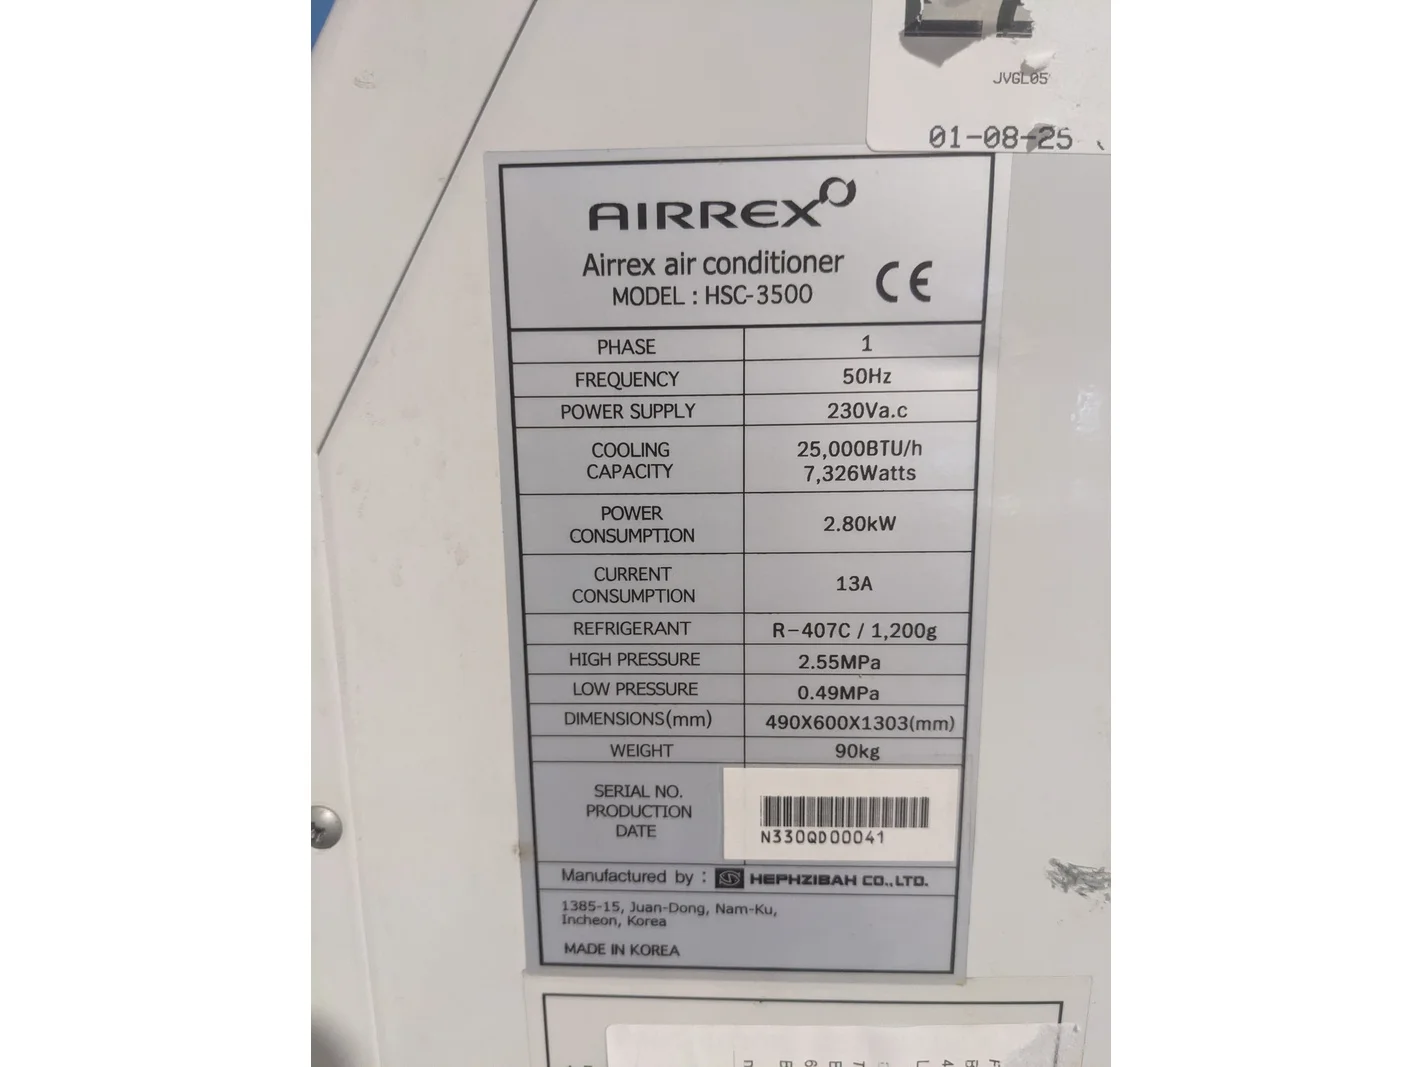 JVGL05
01-08-25
AIRREX
Airrex air conditioner
MODEL : HSC-3500
CE
PHASE 1
FREQUENCY 50Hz
POWER SUPPLY 230Va.c
COOLING CAPACITY 25,000BTU/h
7,326Watts
POWER CONSUMPTION 2.80kW
CURRENT CONSUMPTION 13A
REFRIGERANT R-407C / 1,200g
HIGH PRESSURE 2.55MPa
LOW PRESSURE 0.49MPa
DIMENSIONS(mm) 490X600X1303(mm)
WEIGHT 90kg
SERIAL NO.
PRODUCTION
DATE
N330QD00041
Manufactured by : HEPHZIBAH CO.,LTD.
1385-15, Juan-Dong, Nam-Ku,
Incheon, Korea
MADE IN KOREA